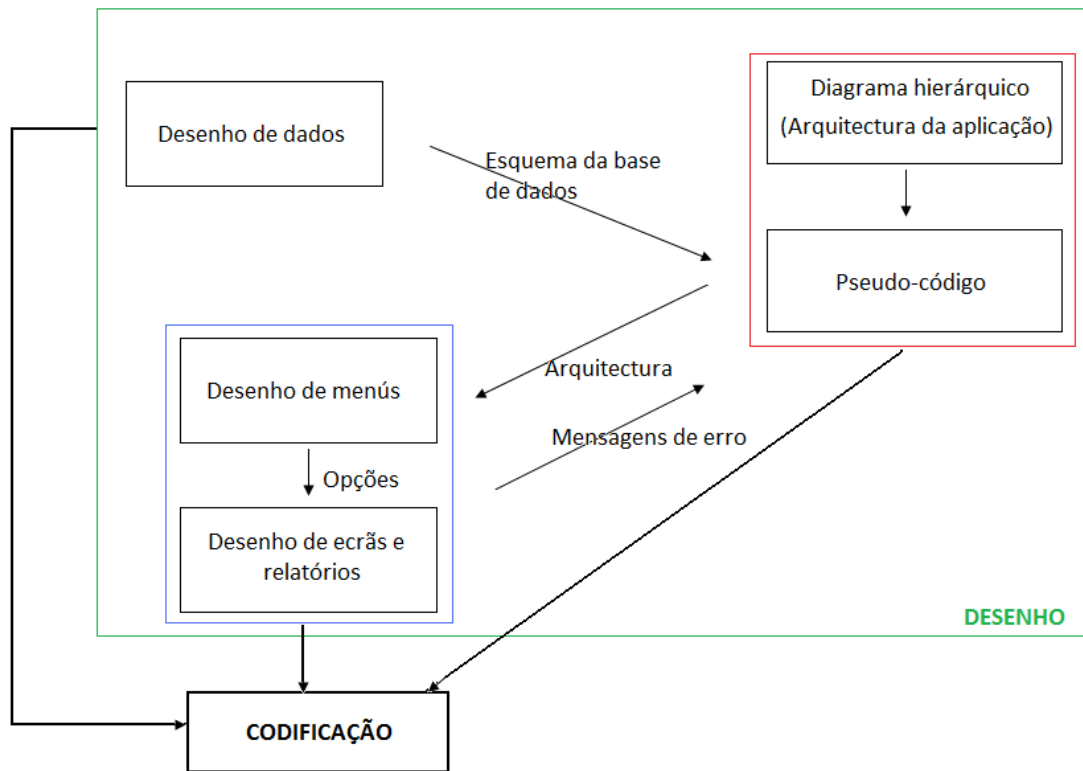 Desenho de dados
Esquema da base
de dados
Diagrama hierárquico
(Arquitectura da aplicação)
Pseudo-código
Arquitectura
Mensagens de erro
Desenho de menús
Opções
Desenho de ecrãs e
relatórios
DESENHO
CODIFICAÇÃO